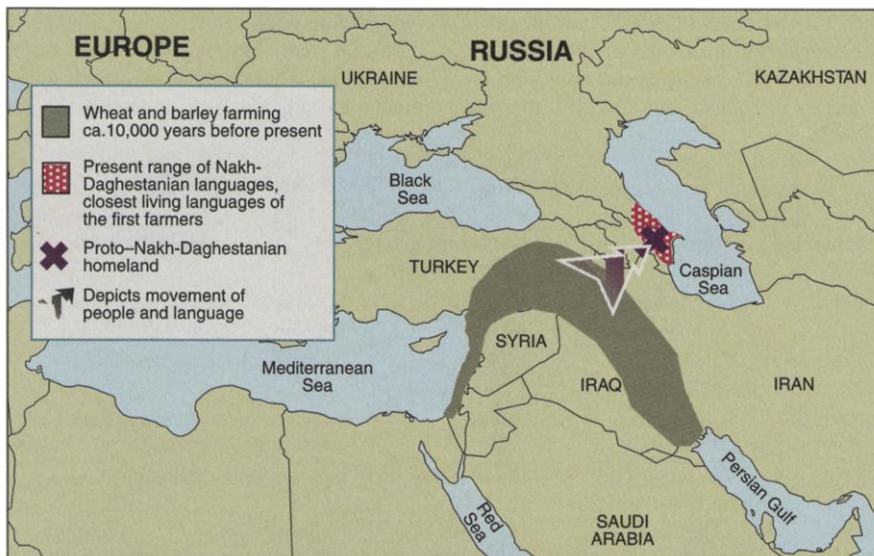 EUROPE
RUSSIA
UKRAINE
KAZAKHSTAN
Wheat and barley farming
ca.10,000 years before present
Present range of Nakh-
Daghestanian languages,
closest living languages of
the first farmers
Proto–Nakh-Daghestanian
homeland
Depicts movement of
people and language
Black
Sea
TURKEY
Caspian
Sea
SYRIA
Mediterranean
Sea
IRAQ
IRAN
Persian Gulf
Red
Sea
SAUDI
ARABIA